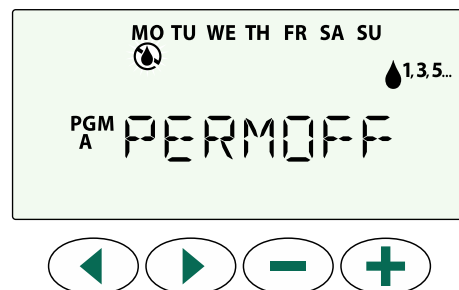 MO TU WE TH FR SA SU
1, 3, 5...
PGM A PERMOFF